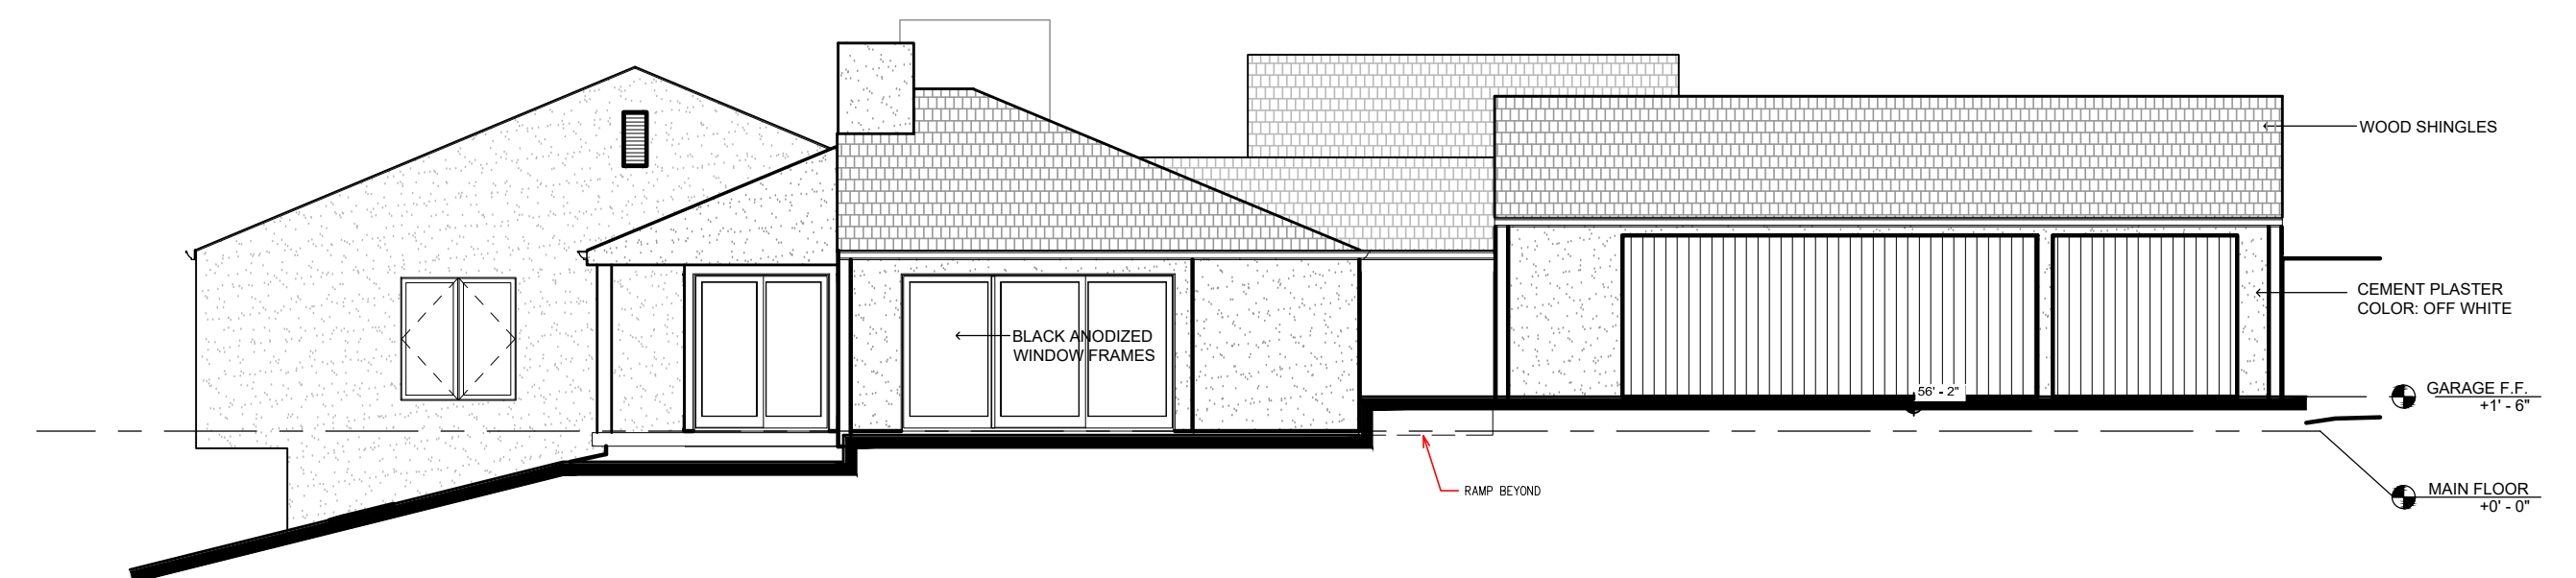 WOOD SHINGLES
CEMENT PLASTER
COLOR: OFF WHITE
BLACK ANODIZED
WINDOW FRAMES
56' - 2"
GARAGE F.F.
+1' - 6"
RAMP BEYOND
MAIN FLOOR
+0' - 0"